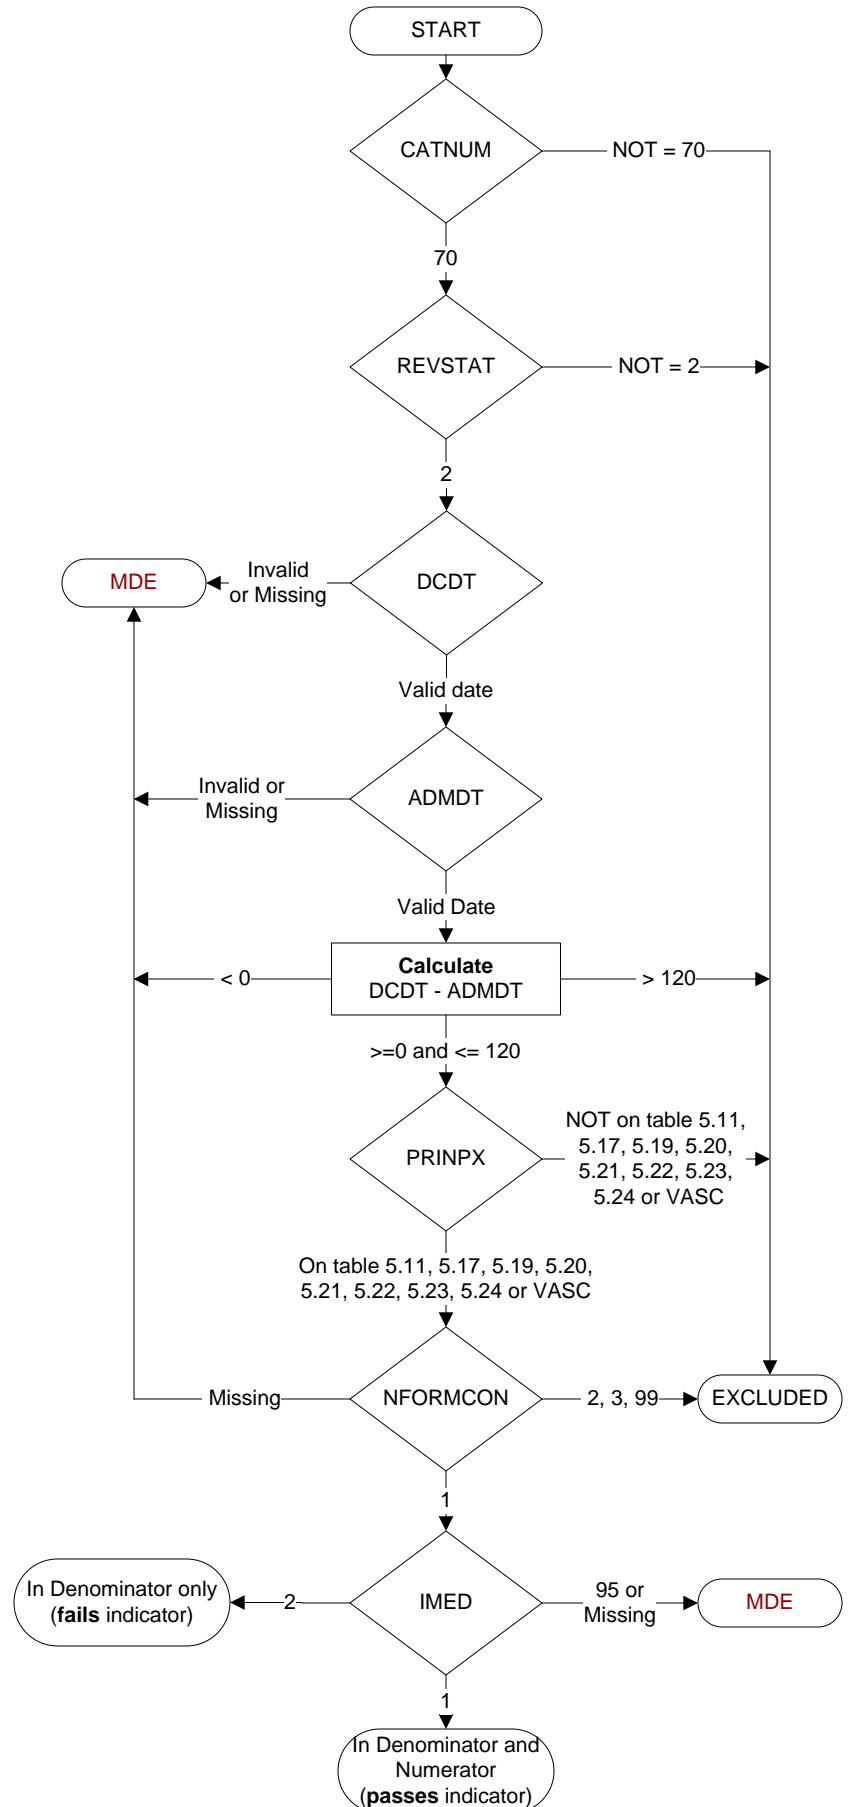 START
CATNUM
NOT = 70
70
REVSTAT
NOT = 2
2
DCDT
Invalid
or Missing
MDE
Valid date
ADMDT
Invalid or
Missing
Valid Date
Calculate
DCDT - ADMDT
< 0
> 120
>=0 and <= 120
PRINPX
NOT on table 5.11,
5.17, 5.19, 5.20,
5.21, 5.22, 5.23,
5.24 or VASC
On table 5.11, 5.17, 5.19, 5.20,
5.21, 5.22, 5.23, 5.24 or VASC
Missing
NFORMCON
2, 3, 99
EXCLUDED
1
In Denominator only
(fails indicator)
2
IMED
95 or
Missing
MDE
1
In Denominator and
Numerator
(passes indicator)